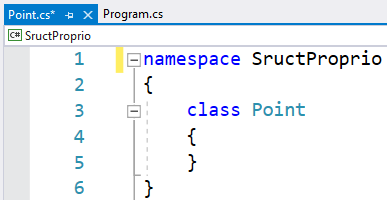 Point.cs* Program.cs
C# SructProprio
1 namespace SructProprio
2 {
3 class Point
4 {
5 }
6 }